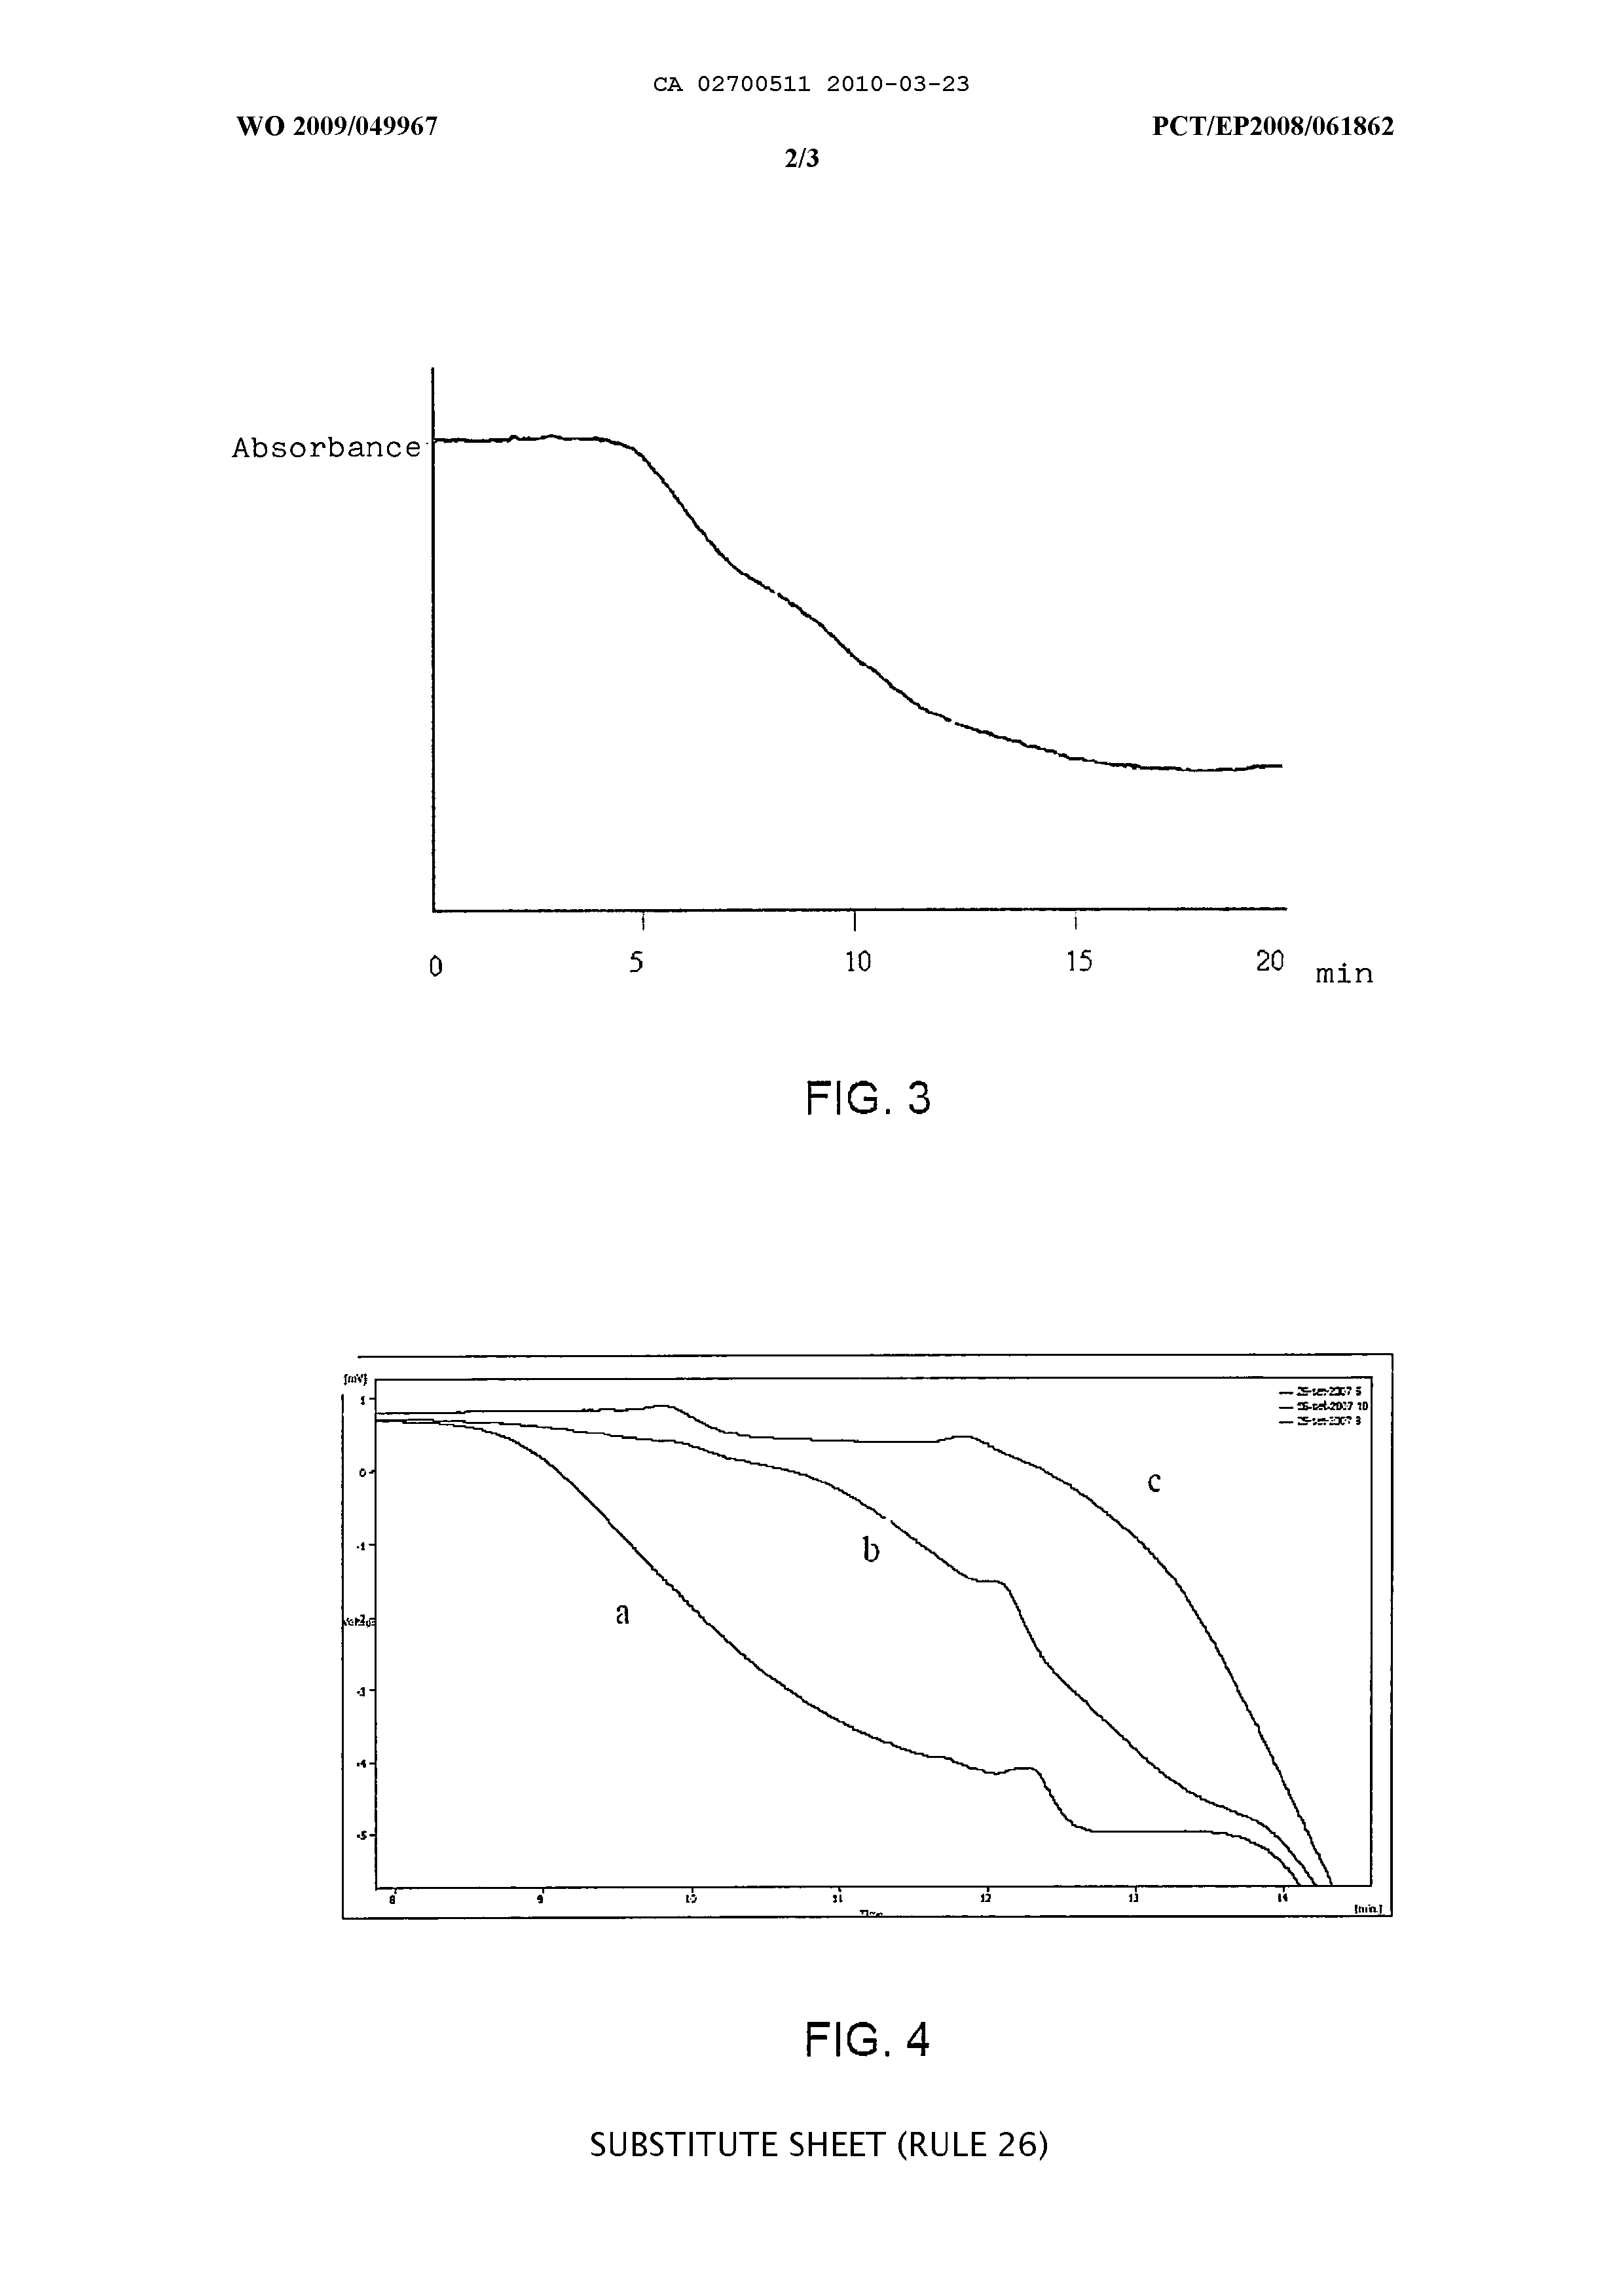 CA 02700511 2010-03-23
WO 2009/049967
PCT/EP2008/061862
2/3
Absorbance
0 5 10 15 20 min
FIG. 3
[mV]
1
0
-1
-3
-4
-5
a
b
c
8 9 10 11 12 13 14
[min.]
FIG. 4
SUBSTITUTE SHEET (RULE 26)